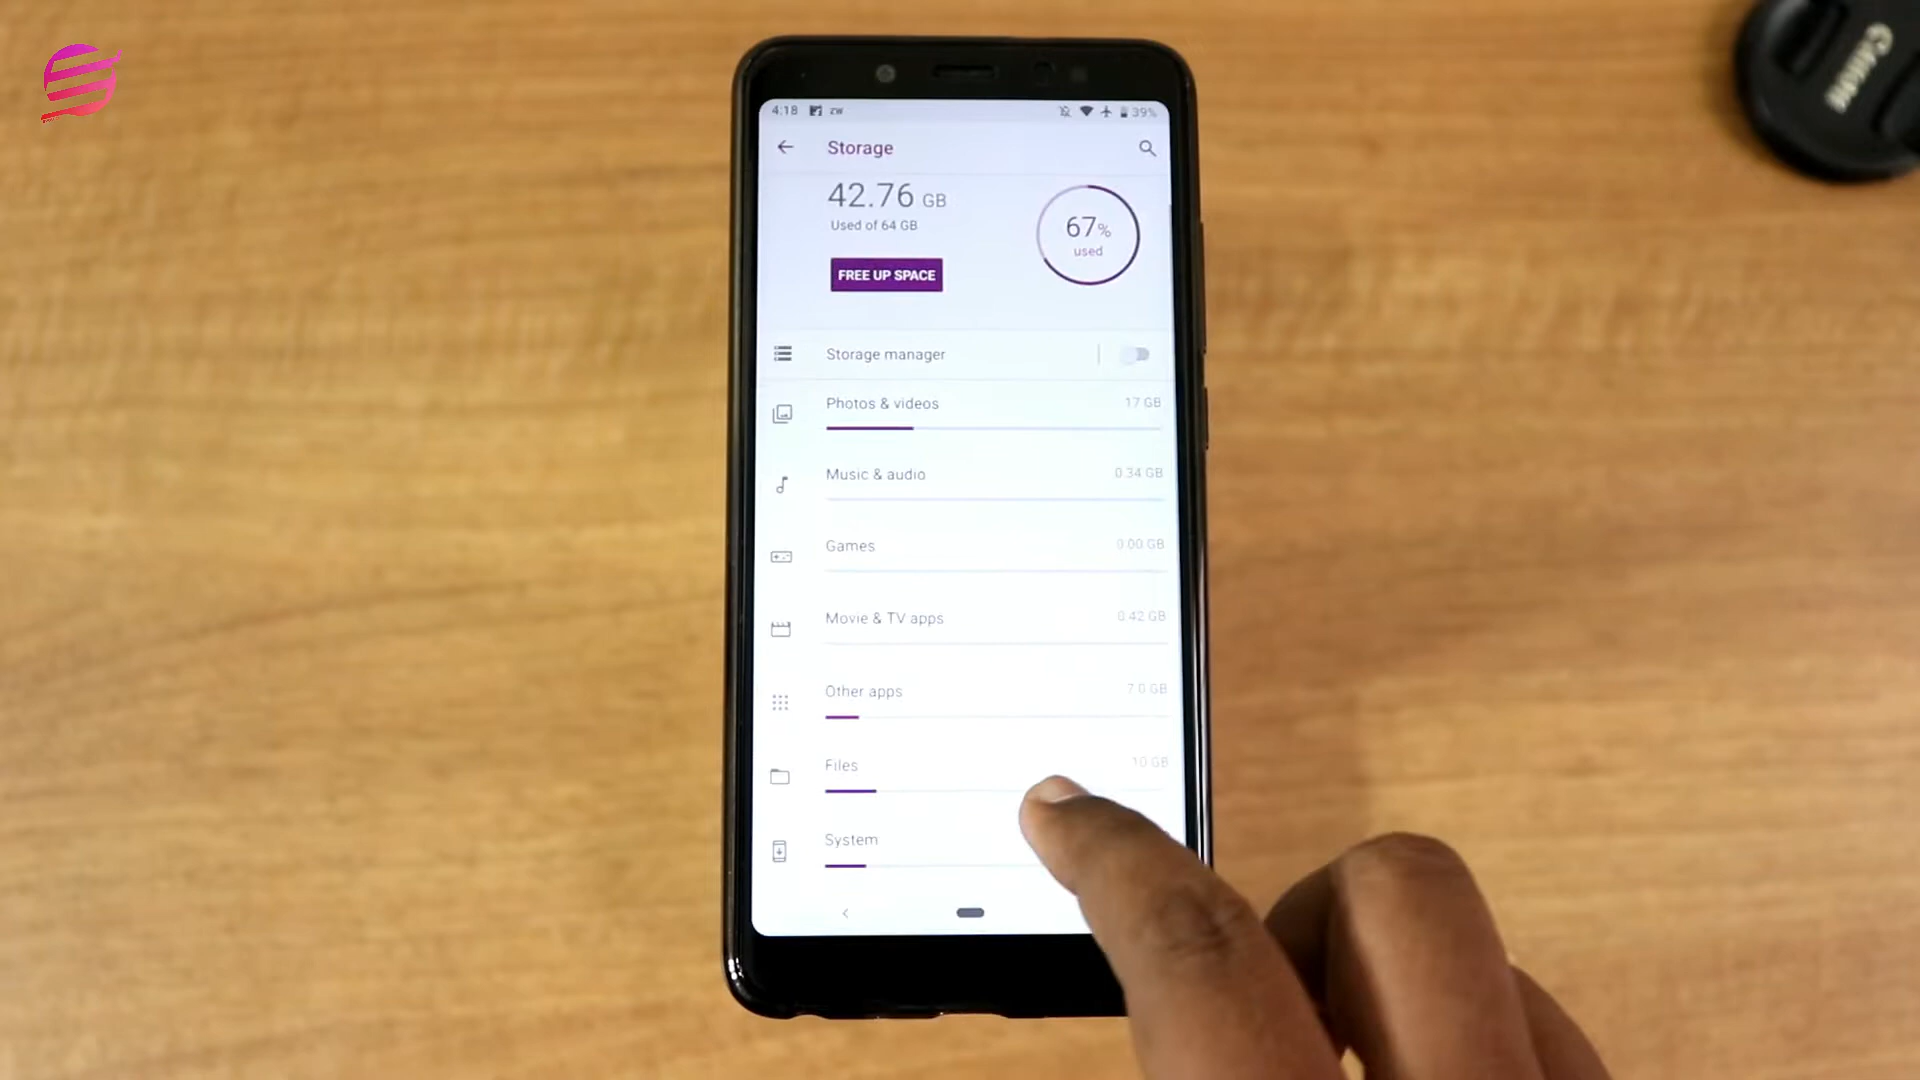 Canon
4:18 ZW 39%
Storage
42.76 GB
Used of 64 GB
67%
used
FREE UP SPACE
Storage manager
Photos & videos 17 GB
Music & audio 0.34 GB
Games 0.00 GB
Movie & TV apps 0.42 GB
Other apps 7.0 GB
Files 10 GB
System